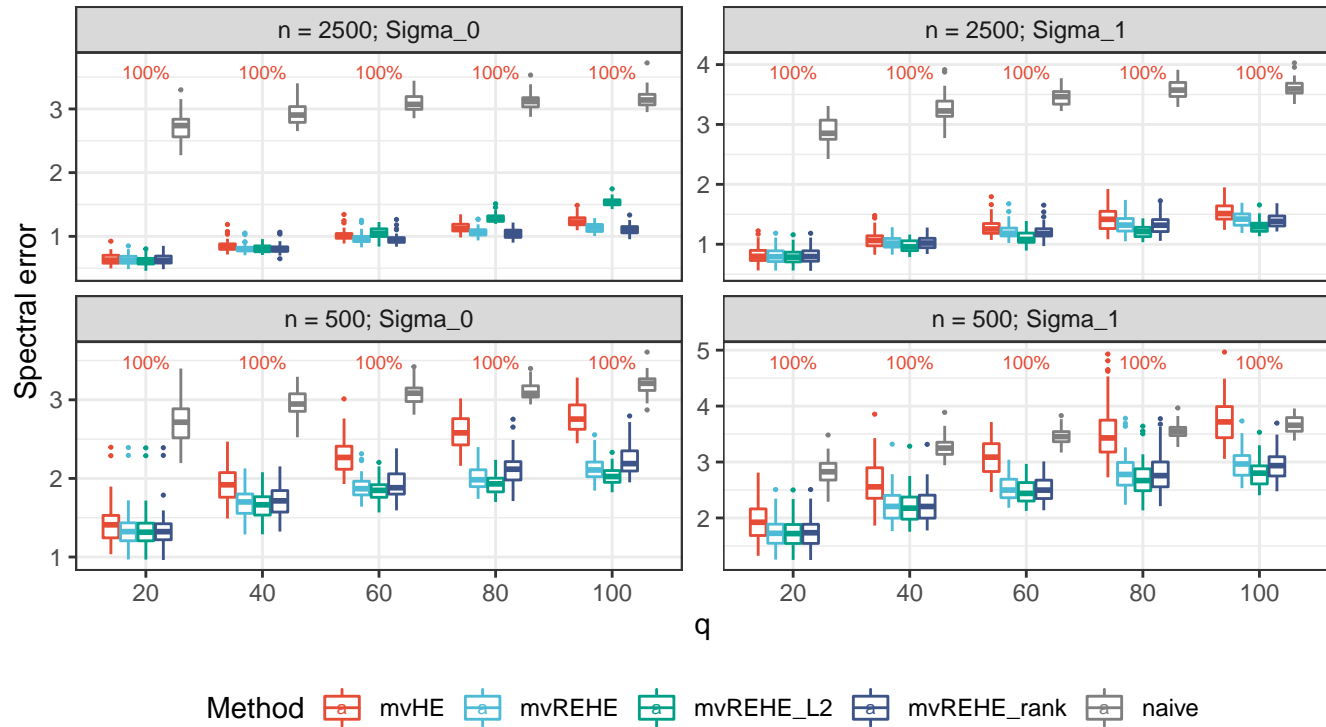 n = 2500; Sigma_0
n = 2500; Sigma_1
100% 100% 100% 100% 100%
100% 100% 100% 100% 100%
3
2
1
4
3
2
1
Spectral error
n = 500; Sigma_0
n = 500; Sigma_1
100% 100% 100% 100% 100%
100% 100% 100% 100% 100%
3
2
1
5
4
3
2
20 40 60 80 100
20 40 60 80 100
q
Method a mvHE a mvREHE a mvREHE_L2 a mvREHE_rank a naive